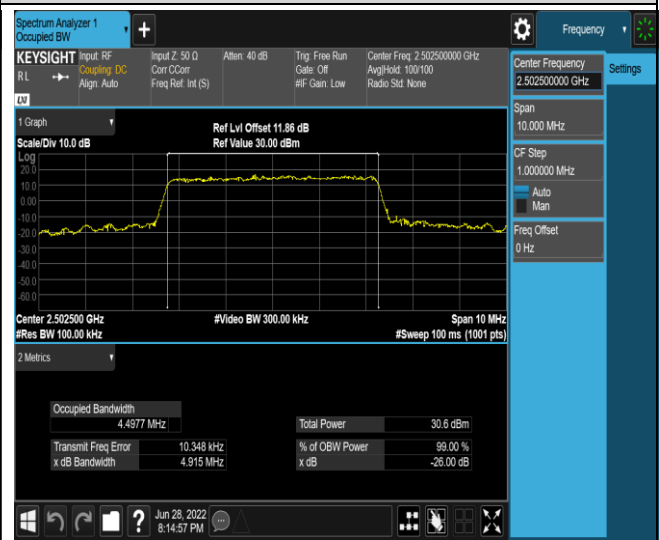 Spectrum Analyzer 1
Occupied BW
Frequency
KEYSIGHT
R L
LXI
Input: RF
Coupling: DC
Align: Auto
Input Z: 50 Ω
Corr CCorr
Freq Ref: Int (S)
Atten: 40 dB
Trig: Free Run
Gate: Off
#IF Gain: Low
Center Freq: 2.502500000 GHz
Avg|Hold: 100/100
Radio Std: None
Center Frequency
2.502500000 GHz
Settings
Span
10.000 MHz
CF Step
1.000000 MHz
Auto
Man
Freq Offset
0 Hz
1 Graph
Scale/Div 10.0 dB
Ref Lvl Offset 11.86 dB
Ref Value 30.00 dBm
Log
20.0
10.0
0.00
-10.0
-20.0
-30.0
-40.0
-50.0
-60.0
Center 2.502500 GHz
#Video BW 300.00 kHz
Span 10 MHz
#Res BW 100.00 kHz
#Sweep 100 ms (1001 pts)
2 Metrics
Occupied Bandwidth
4.4977 MHz
Total Power 30.6 dBm
Transmit Freq Error 10.348 kHz
% of OBW Power 99.00 %
x dB Bandwidth 4.915 MHz
x dB -26.00 dB
Jun 28, 2022
8:14:57 PM